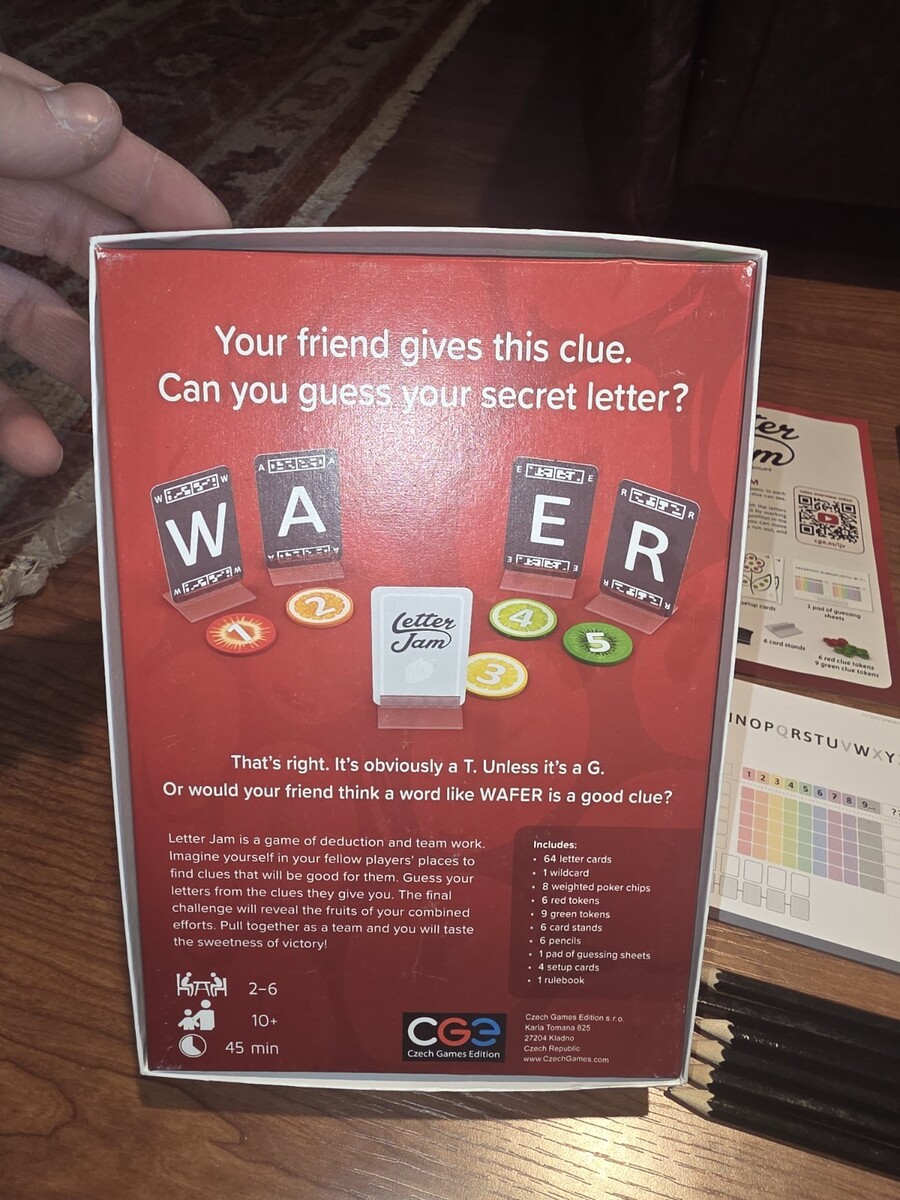 Your friend gives this clue.
Can you guess your secret letter?
W W
W
W W
A A
A
A A
E E
E
E E
R R
R
R R
1
2
Letter
Jam
3
4
5
That's right. It's obviously a T. Unless it's a G.
Or would your friend think a word like WAFER is a good clue?
Letter Jam is a game of deduction and team work.
Imagine yourself in your fellow players' places to
find clues that will be good for them. Guess your
letters from the clues they give you. The final
challenge will reveal the fruits of your combined
efforts. Pull together as a team and you will taste
the sweetness of victory!
2–6
10+
45 min
Includes:
• 64 letter cards
• 1 wildcard
• 8 weighted poker chips
• 6 red tokens
• 9 green tokens
• 6 card stands
• 6 pencils
• 1 pad of guessing sheets
• 4 setup cards
• 1 rulebook
CGE
Czech Games Edition
Czech Games Edition s.r.o.
Karla Tomana 825
27204 Kladno
Czech Republic
www.CzechGames.com
ter
am
setup cards
1 pad of guessing
sheets
6 card stands
6 red clue tokens
9 green clue tokens
NOPQRSTUVWXY
1 2 3 4 5 6 7 8 9...